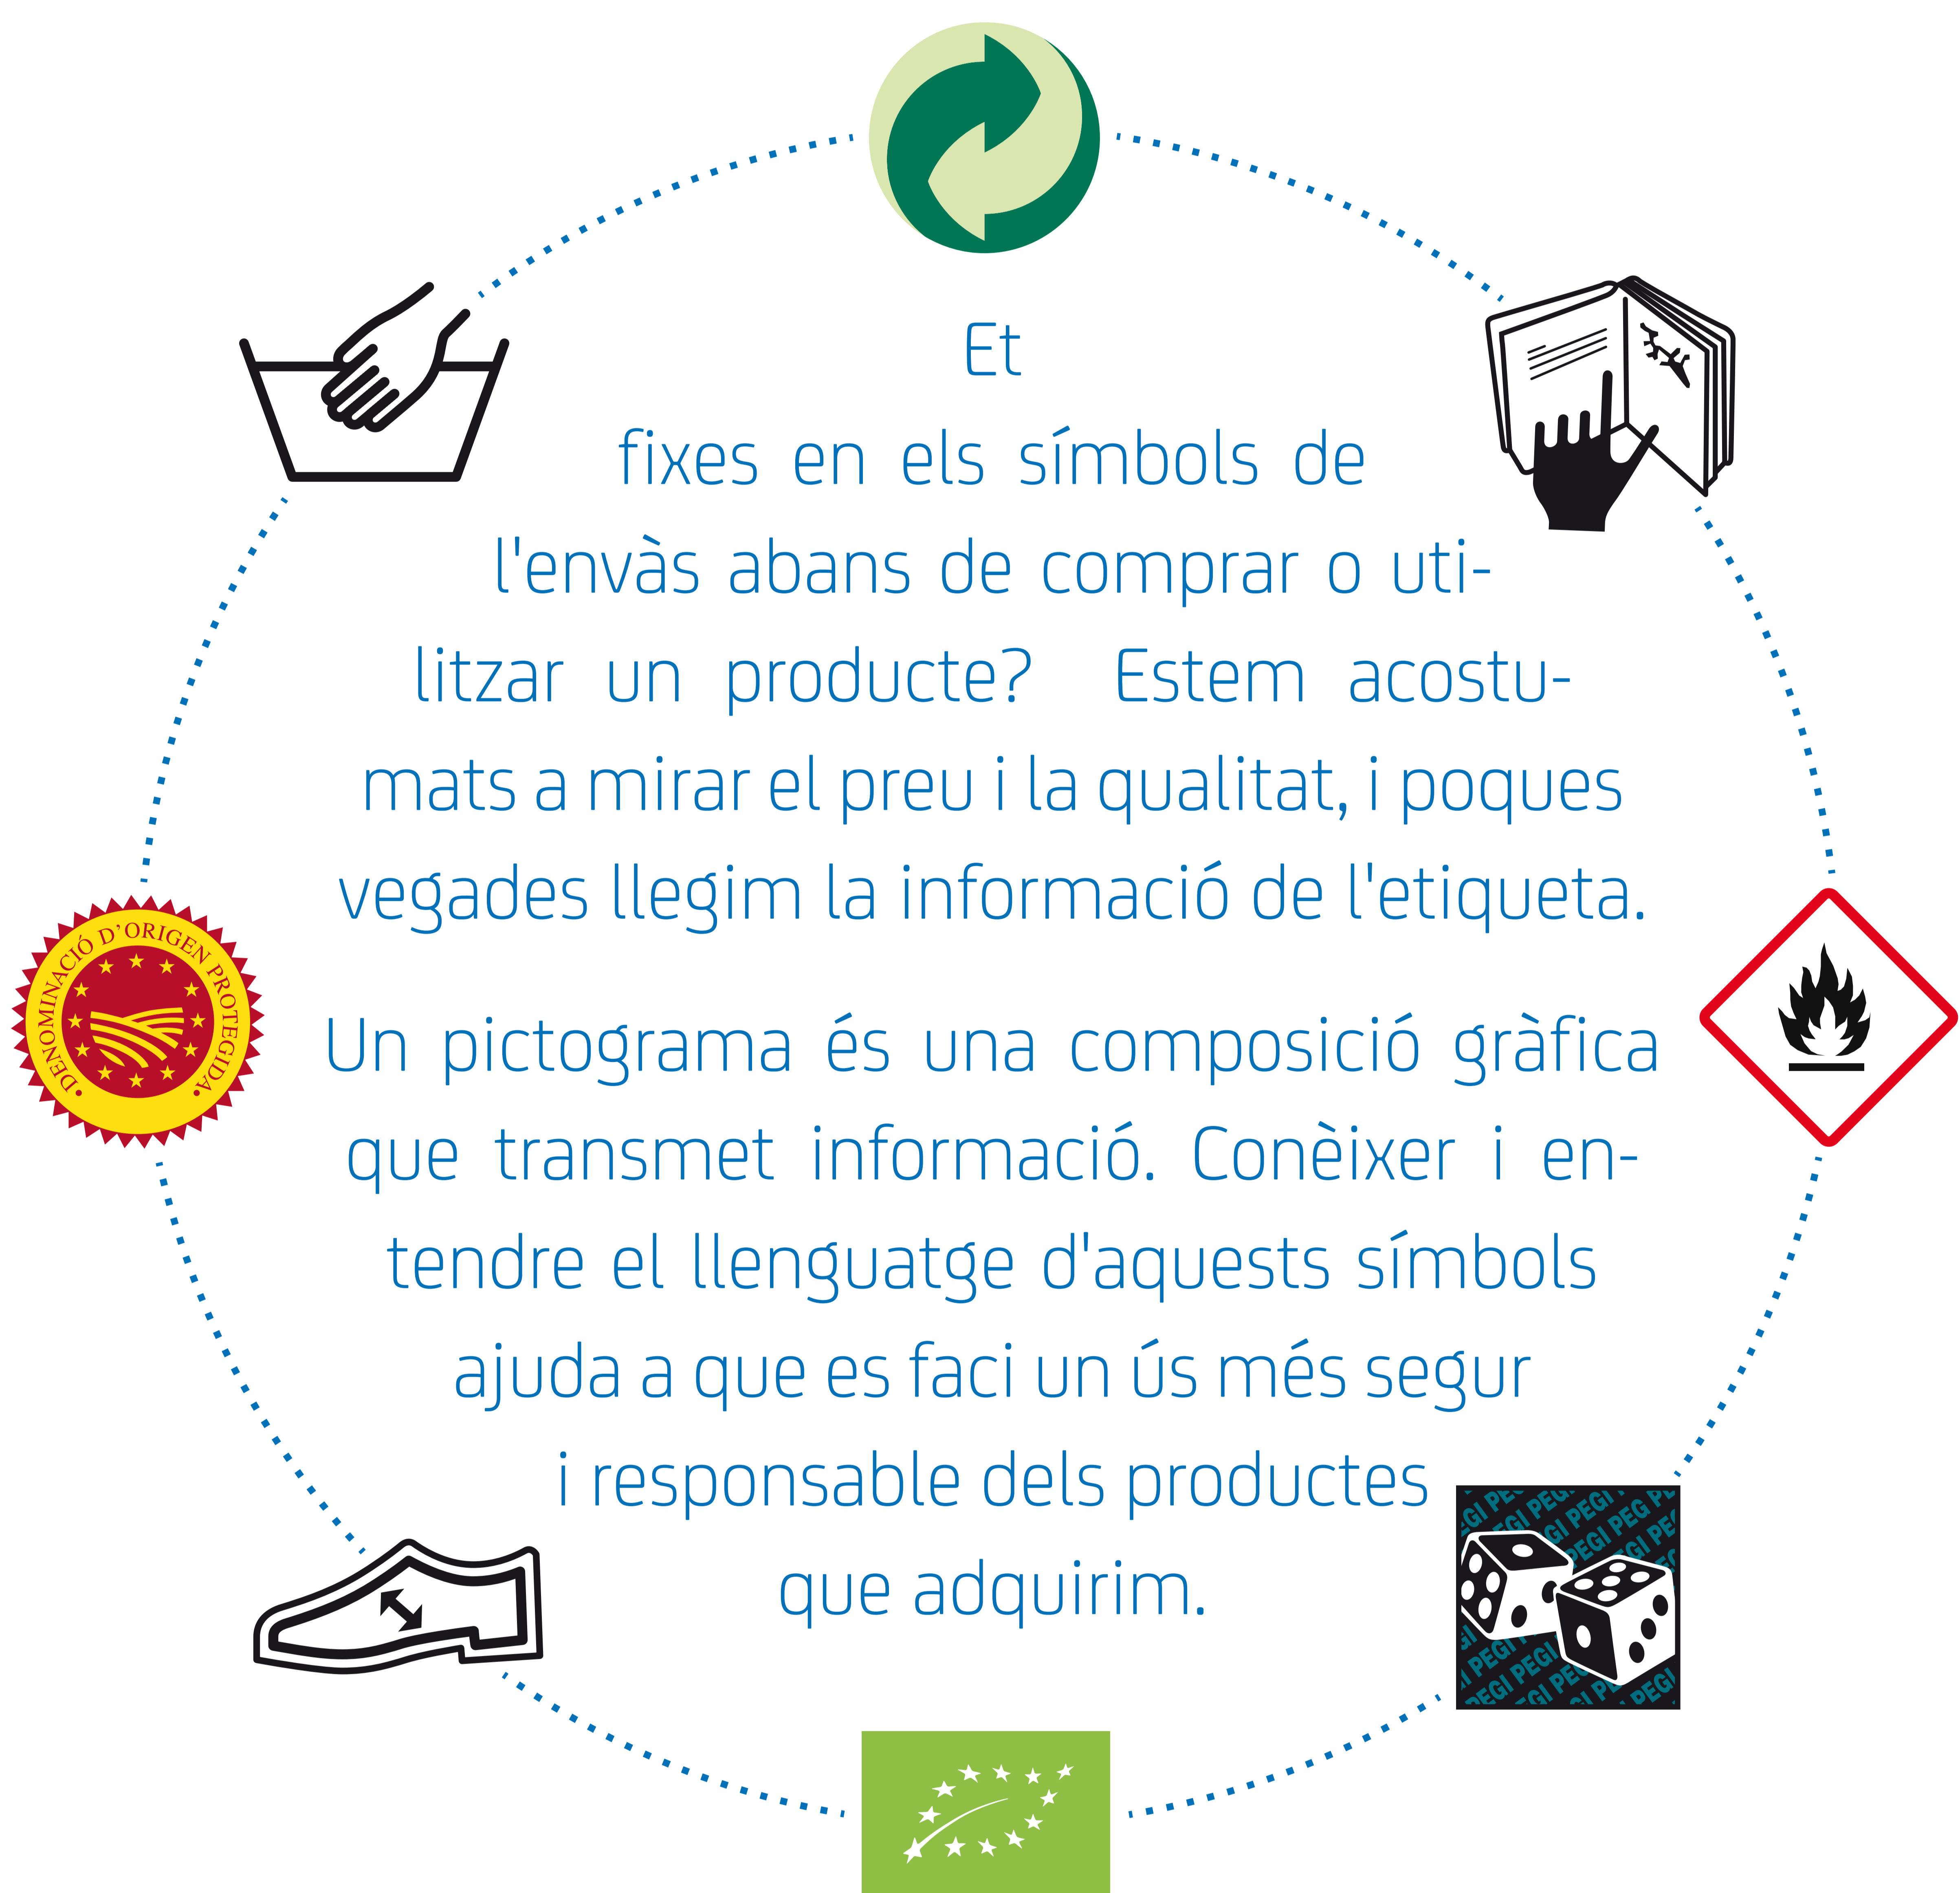 Et
fixes en els símbols de
l'envàs abans de comprar o uti-
litzar un producte? Estem acostu-
mats a mirar el preu i la qualitat, i poques
vegades llegim la informació de l'etiqueta.
DENOMINACIÓ D'ORIGEN PROTEGIDA
Un pictograma és una composició gràfica
que transmet informació. Conèixer i en-
tendre el llenguatge d'aquests símbols
ajuda a que es faci un ús més segur
i responsable dels productes
que adquirim.
PEGI PEGI PEGI